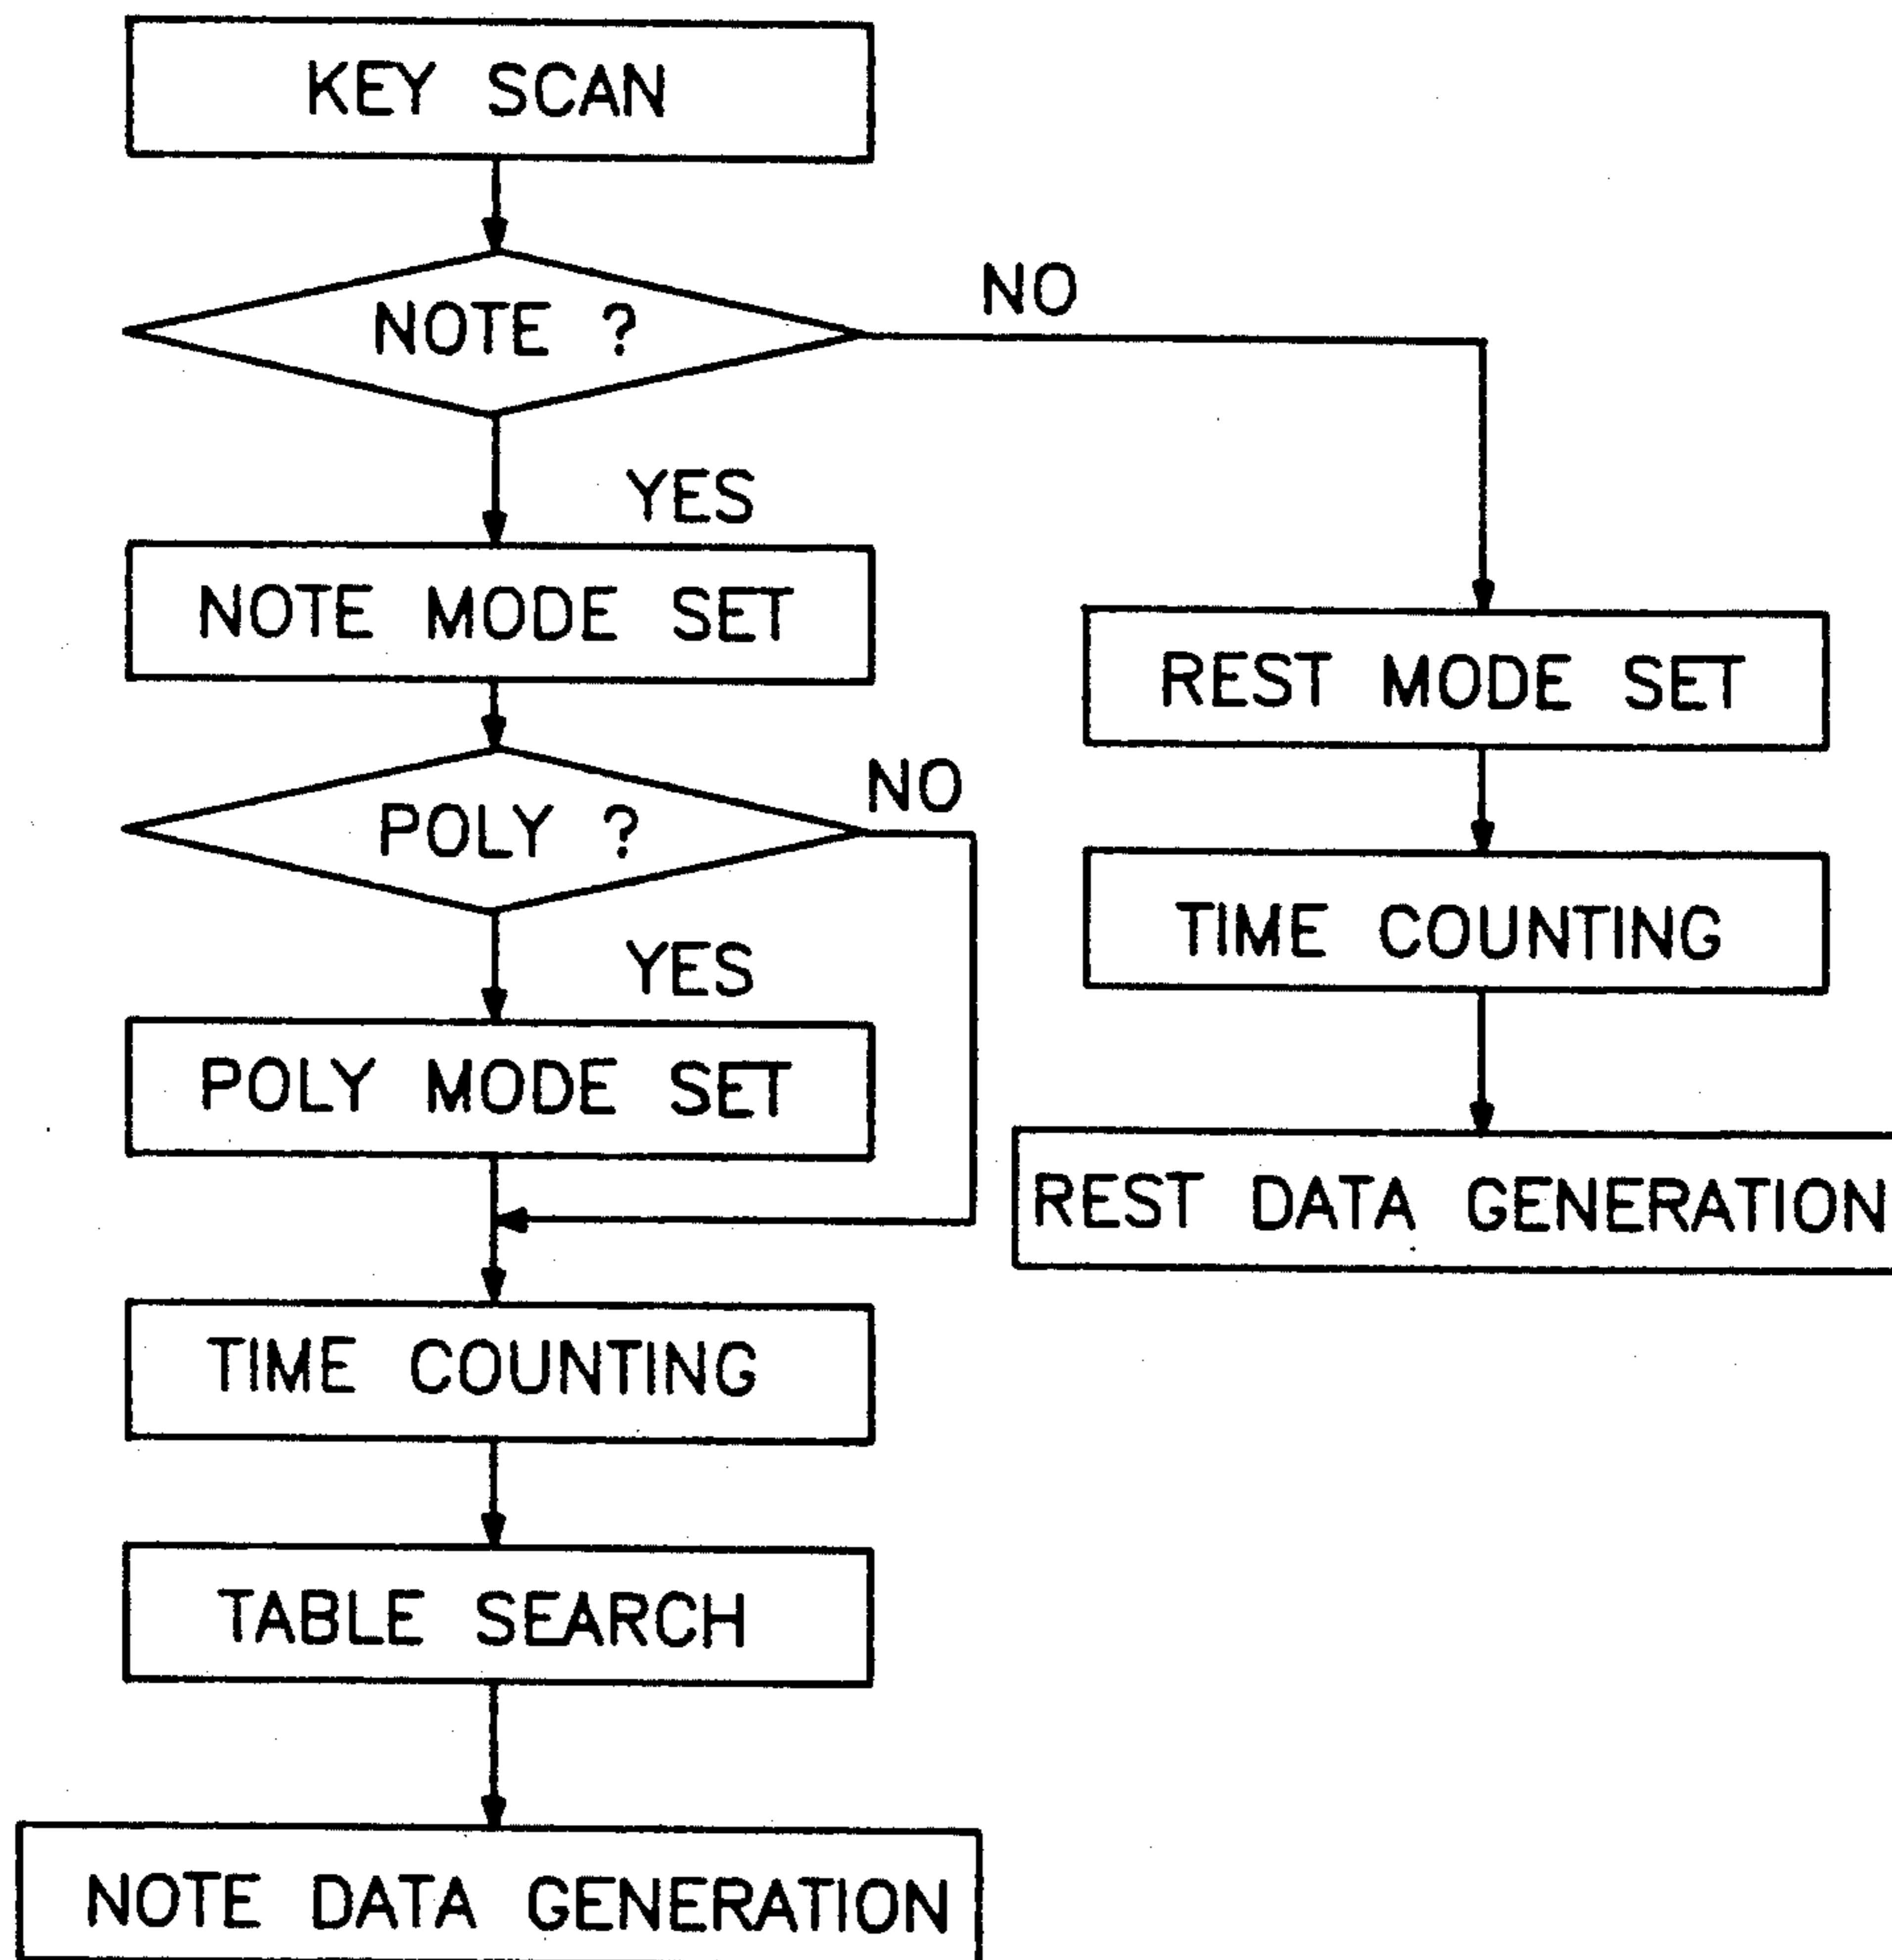 KEY SCAN
NOTE ?
NO
YES
NOTE MODE SET
POLY ?
NO
YES
POLY MODE SET
TIME COUNTING
TABLE SEARCH
NOTE DATA GENERATION
REST MODE SET
TIME COUNTING
REST DATA GENERATION